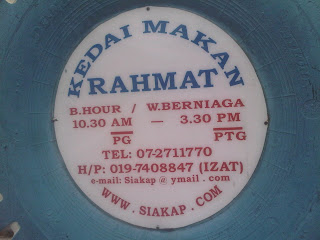 KEDAI MAKAN
RAHMAT
B.HOUR / W.BERNIAGA
10.30 AM — 3.30 PM
PG PTG
TEL: 07-2711770
H/P: 019-7408847 (IZAT)
e-mail: Siakap @ ymail . com
WWW . SIAKAP . COM